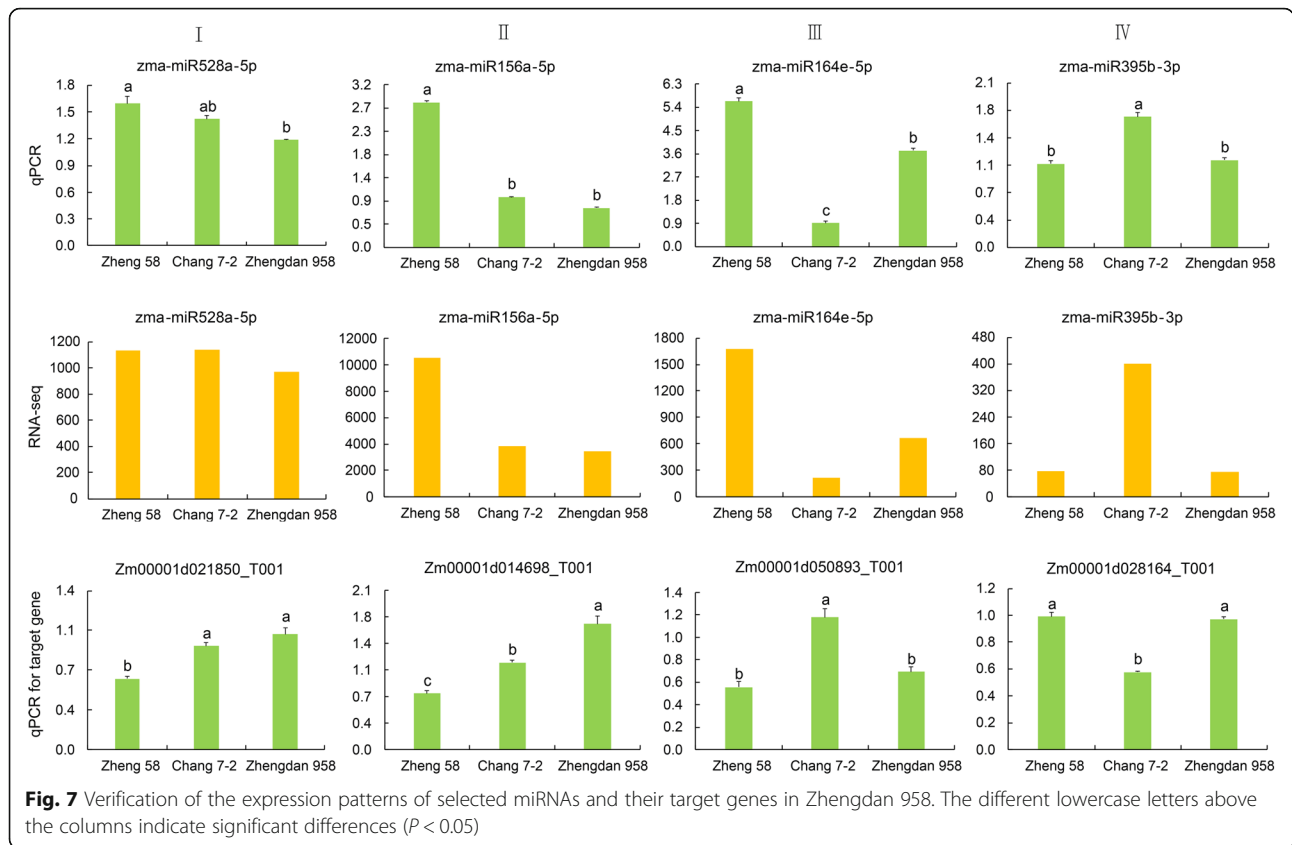 Ⅰ Ⅱ Ⅲ Ⅳ
zma-miR528a-5p zma-miR156a-5p zma-miR164e-5p zma-miR395b-3p
qPCR
1.8
1.5
1.2
0.9
0.6
0.3
0.0
a ab b
Zheng 58 Chang 7-2 Zhengdan 958
3.2
2.7
2.3
1.8
1.4
0.9
0.5
0.0
a b b
Zheng 58 Chang 7-2 Zhengdan 958
6.3
5.4
4.5
3.6
2.7
1.8
0.9
0.0
a c b
Zheng 58 Chang 7-2 Zhengdan 958
2.1
1.8
1.4
1.1
0.7
0.4
0.0
b a b
Zheng 58 Chang 7-2 Zhengdan 958
zma-miR528a-5p zma-miR156a-5p zma-miR164e-5p zma-miR395b-3p
RNA-seq
1200
1000
800
600
400
200
0
Zheng 58 Chang 7-2 Zhengdan 958
12000
10000
8000
6000
4000
2000
0
Zheng 58 Chang 7-2 Zhengdan 958
1800
1500
1200
900
600
300
0
Zheng 58 Chang 7-2 Zhengdan 958
480
400
320
240
160
80
0
Zheng 58 Chang 7-2 Zhengdan 958
Zm00001d021850_T001 Zm00001d014698_T001 Zm00001d050893_T001 Zm00001d028164_T001
qPCR for target gene
1.4
1.1
0.7
0.4
0.0
b a a
Zheng 58 Chang 7-2 Zhengdan 958
2.1
1.8
1.4
1.1
0.7
0.4
0.0
c b a
Zheng 58 Chang 7-2 Zhengdan 958
1.4
1.2
1.0
0.8
0.6
0.4
0.2
0.0
b a b
Zheng 58 Chang 7-2 Zhengdan 958
1.2
1.0
0.8
0.6
0.4
0.2
0.0
a b a
Zheng 58 Chang 7-2 Zhengdan 958
Fig. 7 Verification of the expression patterns of selected miRNAs and their target genes in Zhengdan 958. The different lowercase letters above
the columns indicate significant differences (P < 0.05)